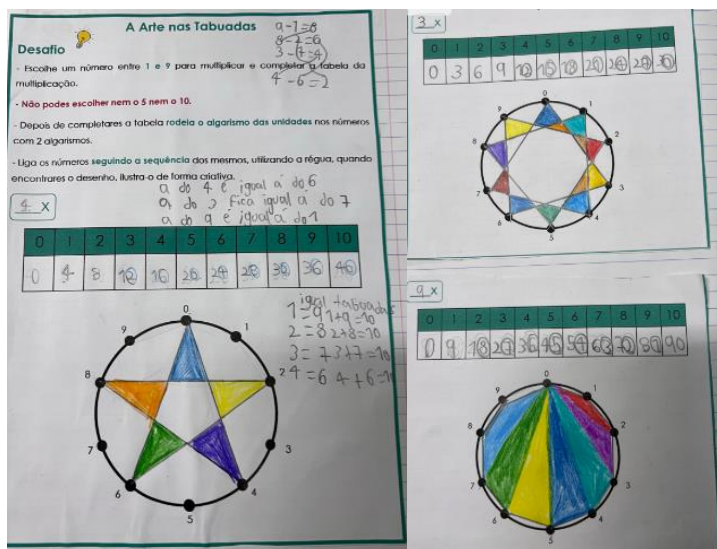 A Arte nas Tabuadas
9-1=8
8-2=6
3-7=4
4-6=2
Desafio
- Escolhe um número entre 1 e 9 para multiplicar e completar a tabela da
multiplicação.
- Não podes escolher nem o 5 nem o 10.
- Depois de completares a tabela rodeia o algarismo das unidades nos números
com 2 algarismos.
- Liga os números seguindo a sequência dos mesmos, utilizando a régua, quando
encontrares o desenho, ilustra-o de forma criativa.
a do 4 é igual á do 6
a do 3 fica igual a do 7
a do 9 é igual a do 1
4 x
0 1 2 3 4 5 6 7 8 9 10
0 4 8 12 16 20 24 28 32 36 40
igual tabuadas
1=9 1+9=10
2=8 2+8=10
3=7 3+7=10
4=6 4+6=10
0
1
2
3
4
5
6
7
8
9
3 x
0 1 2 3 4 5 6 7 8 9 10
0 3 6 9 12 15 18 21 24 27 30
0
1
2
3
4
5
6
7
8
9
9 x
0 1 2 3 4 5 6 7 8 9 10
0 9 18 27 36 45 54 63 72 81 90
0
1
2
3
4
5
6
7
8
9